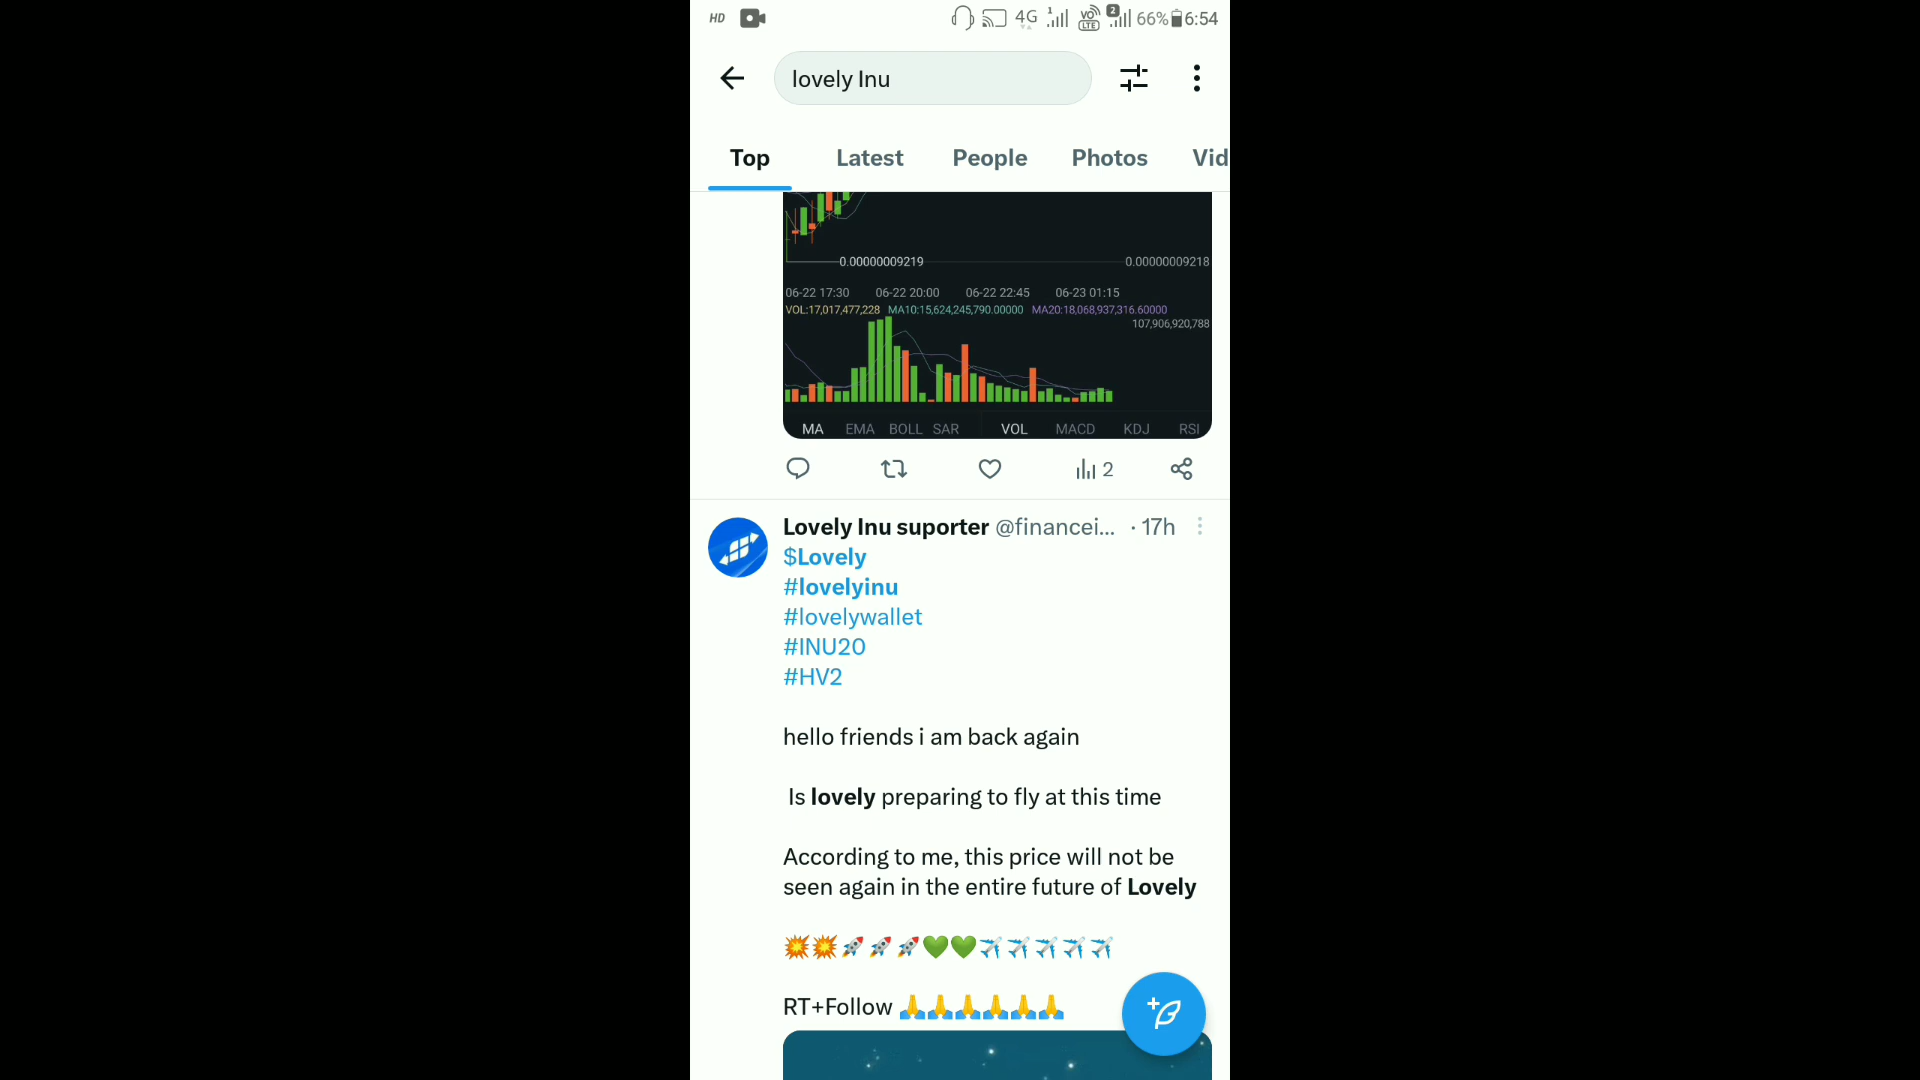 HD 4G 1 VO LTE 2 66% 6:54
lovely Inu
Top Latest People Photos Vid
0.00000009219 0.00000009218
06-22 17:30 06-22 20:00 06-22 22:45 06-23 01:15
VOL:17,017,477,228 MA10:15,624,245,790.00000 MA20:18,068,937,316.60000
107,906,920,788
MA EMA BOLL SAR VOL MACD KDJ RSI
2
Lovely Inu suporter @financei... · 17h
$Lovely
#lovelyinu
#lovelywallet
#INU20
#HV2
hello friends i am back again
Is lovely preparing to fly at this time
According to me, this price will not be
seen again in the entire future of Lovely
💥💥🚀🚀🚀💚💚✈️✈️✈️✈️✈️
RT+Follow 🙏🙏🙏🙏🙏🙏